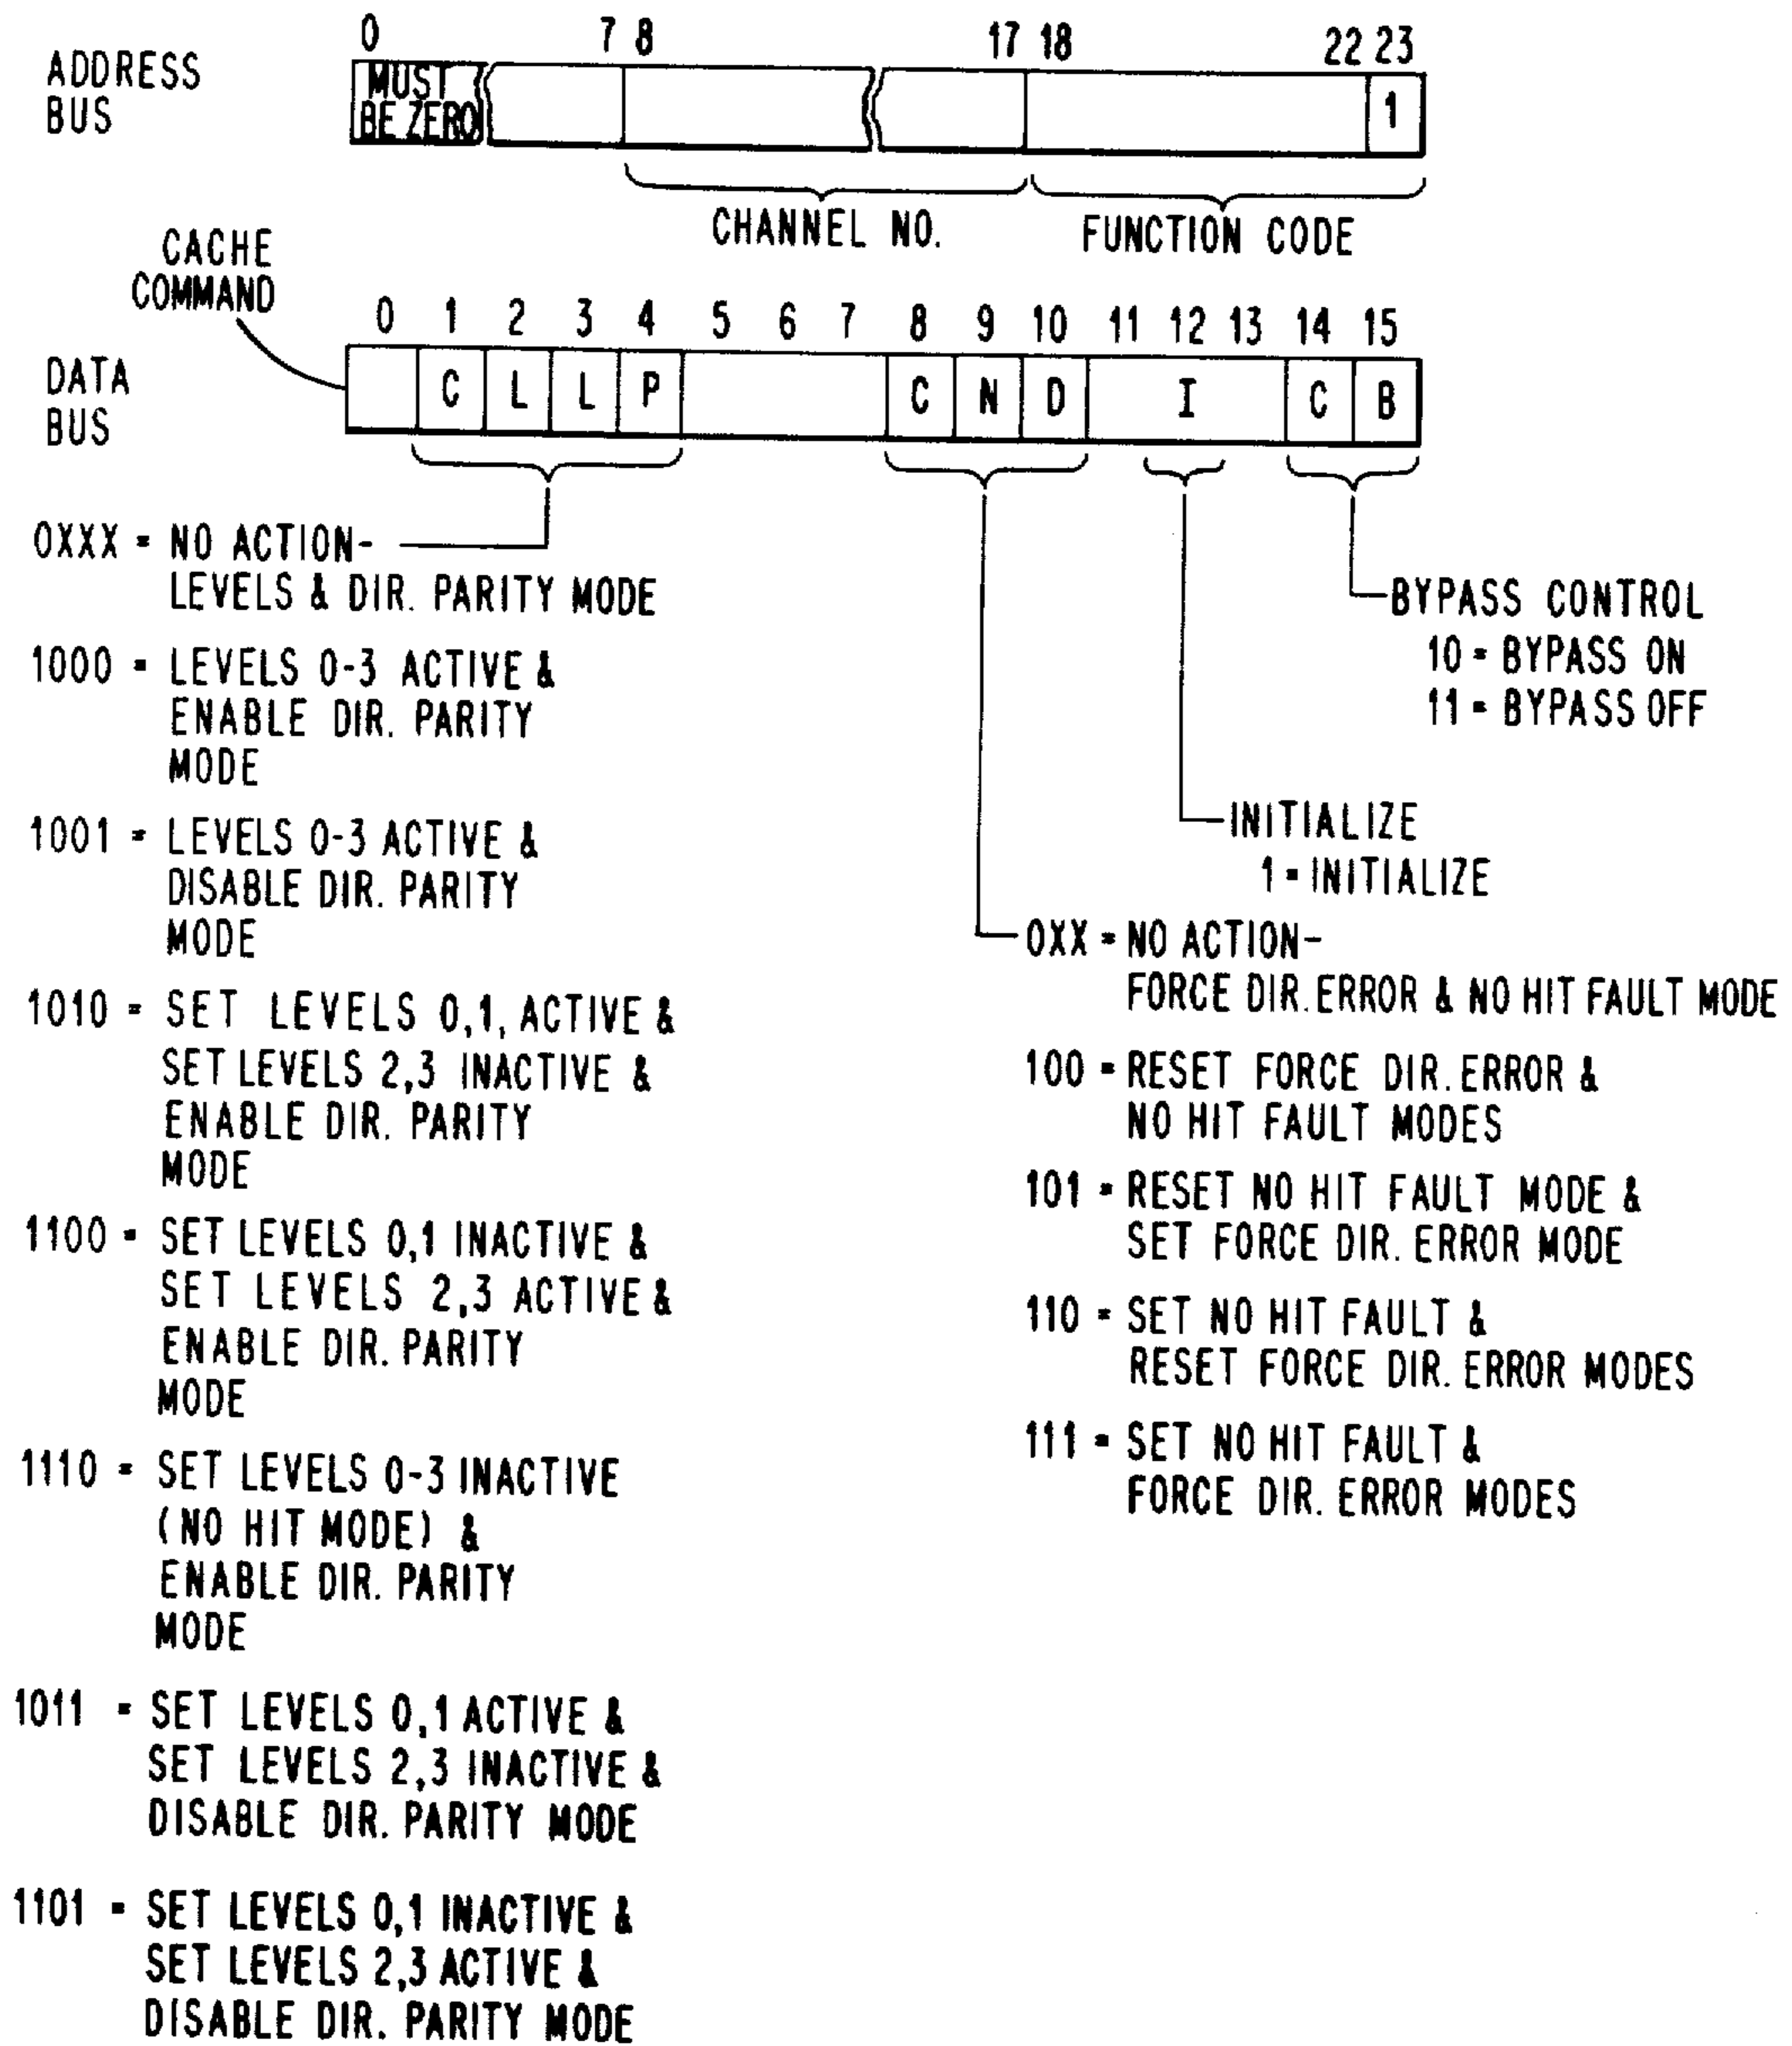 0 7 8 17 18 22 23
ADDRESS
BUS
MUST
BE ZERO
1
CHANNEL NO. FUNCTION CODE
CACHE
COMMAND
0 1 2 3 4 5 6 7 8 9 10 11 12 13 14 15
DATA
BUS
C L L P C N D I C B
0XXX = NO ACTION-
LEVELS & DIR. PARITY MODE
1000 = LEVELS 0-3 ACTIVE &
ENABLE DIR. PARITY
MODE
1001 = LEVELS 0-3 ACTIVE &
DISABLE DIR. PARITY
MODE
1010 = SET LEVELS 0,1, ACTIVE &
SET LEVELS 2,3 INACTIVE &
ENABLE DIR. PARITY
MODE
1100 = SET LEVELS 0,1 INACTIVE &
SET LEVELS 2,3 ACTIVE &
ENABLE DIR. PARITY
MODE
1110 = SET LEVELS 0-3 INACTIVE
(NO HIT MODE) &
ENABLE DIR. PARITY
MODE
1011 = SET LEVELS 0,1 ACTIVE &
SET LEVELS 2,3 INACTIVE &
DISABLE DIR. PARITY MODE
1101 = SET LEVELS 0,1 INACTIVE &
SET LEVELS 2,3 ACTIVE &
DISABLE DIR. PARITY MODE
BYPASS CONTROL
10 = BYPASS ON
11 = BYPASS OFF
INITIALIZE
1 = INITIALIZE
0XX = NO ACTION-
FORCE DIR. ERROR & NO HIT FAULT MODE
100 = RESET FORCE DIR. ERROR &
NO HIT FAULT MODES
101 = RESET NO HIT FAULT MODE &
SET FORCE DIR. ERROR MODE
110 = SET NO HIT FAULT &
RESET FORCE DIR. ERROR MODES
111 = SET NO HIT FAULT &
FORCE DIR. ERROR MODES